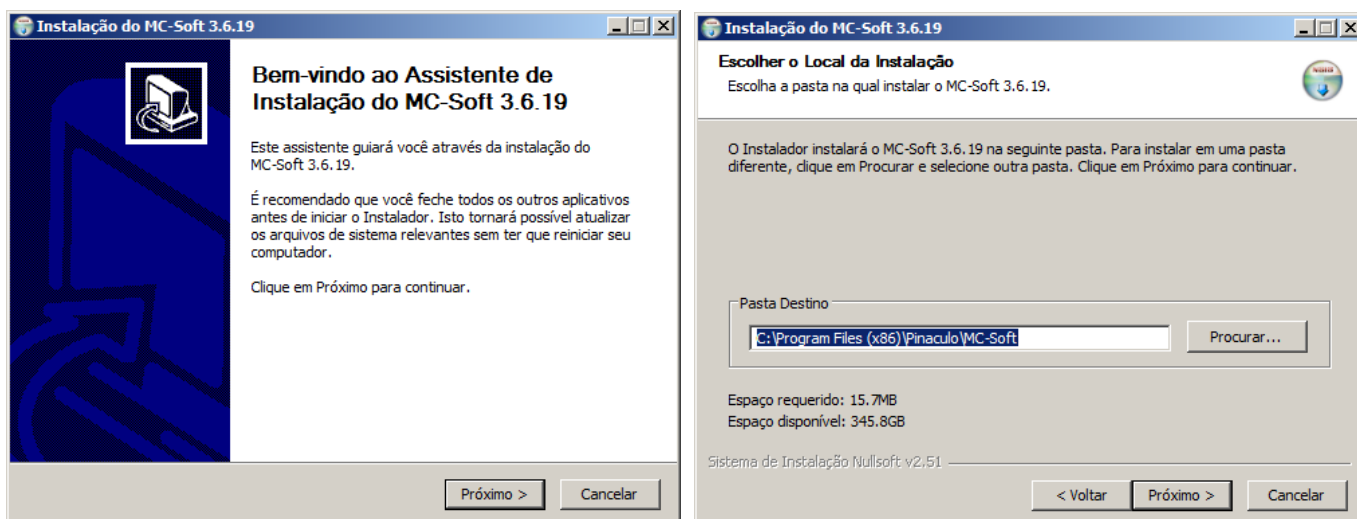 Instalação do MC-Soft 3.6.19
Bem-vindo ao Assistente de
Instalação do MC-Soft 3.6.19
Este assistente guiará você através da instalação do
MC-Soft 3.6.19.
É recomendado que você feche todos os outros aplicativos
antes de iniciar o Instalador. Isto tornará possível atualizar
os arquivos de sistema relevantes sem ter que reiniciar seu
computador.
Clique em Próximo para continuar.
Próximo >
Cancelar
Instalação do MC-Soft 3.6.19
Escolher o Local da Instalação
Escolha a pasta na qual instalar o MC-Soft 3.6.19.
O Instalador instalará o MC-Soft 3.6.19 na seguinte pasta. Para instalar em uma pasta
diferente, clique em Procurar e selecione outra pasta. Clique em Próximo para continuar.
Pasta Destino
C:\Program Files (x86)\Pinaculo\MC-Soft
Procurar...
Espaço requerido: 15.7MB
Espaço disponível: 345.8GB
Sistema de Instalação Nullsoft v2.51
< Voltar
Próximo >
Cancelar